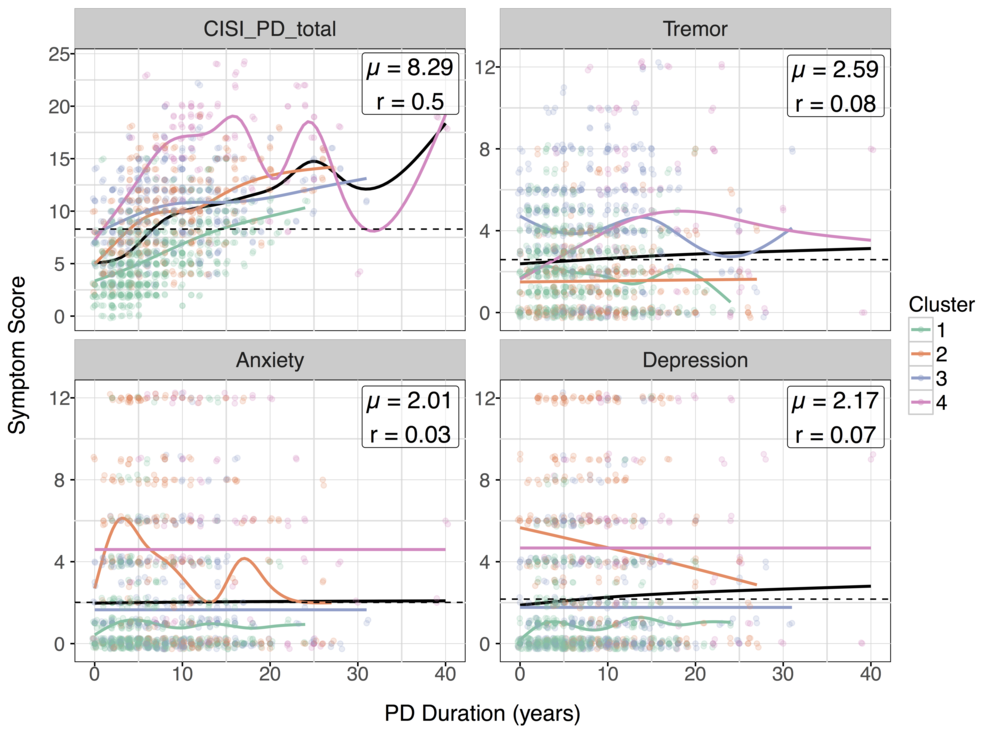 CISI_PD_total
Tremor
μ = 8.29
r = 0.5
μ = 2.59
r = 0.08
25
20
15
10
5
0
12
8
4
0
Anxiety
Depression
μ = 2.01
r = 0.03
μ = 2.17
r = 0.07
12
8
4
0
12
8
4
0
0 10 20 30 40
0 10 20 30 40
PD Duration (years)
Symptom Score
Cluster
1
2
3
4